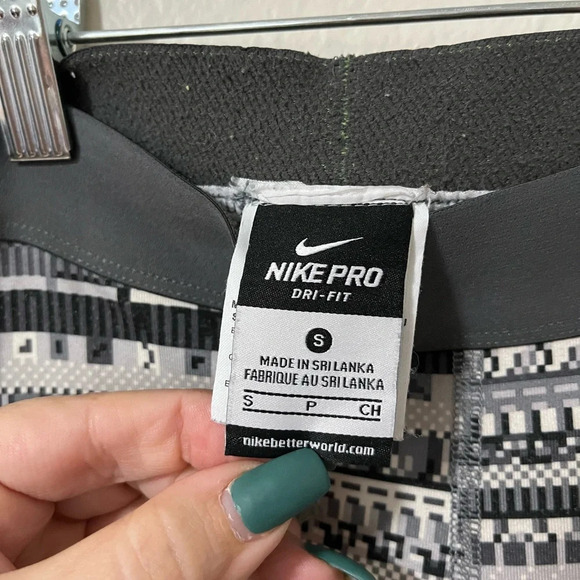 NIKE PRO
DRI-FIT
S
MADE IN SRI LANKA
FABRIQUE AU SRI LANKA
S P CH
nikebetterworld.com